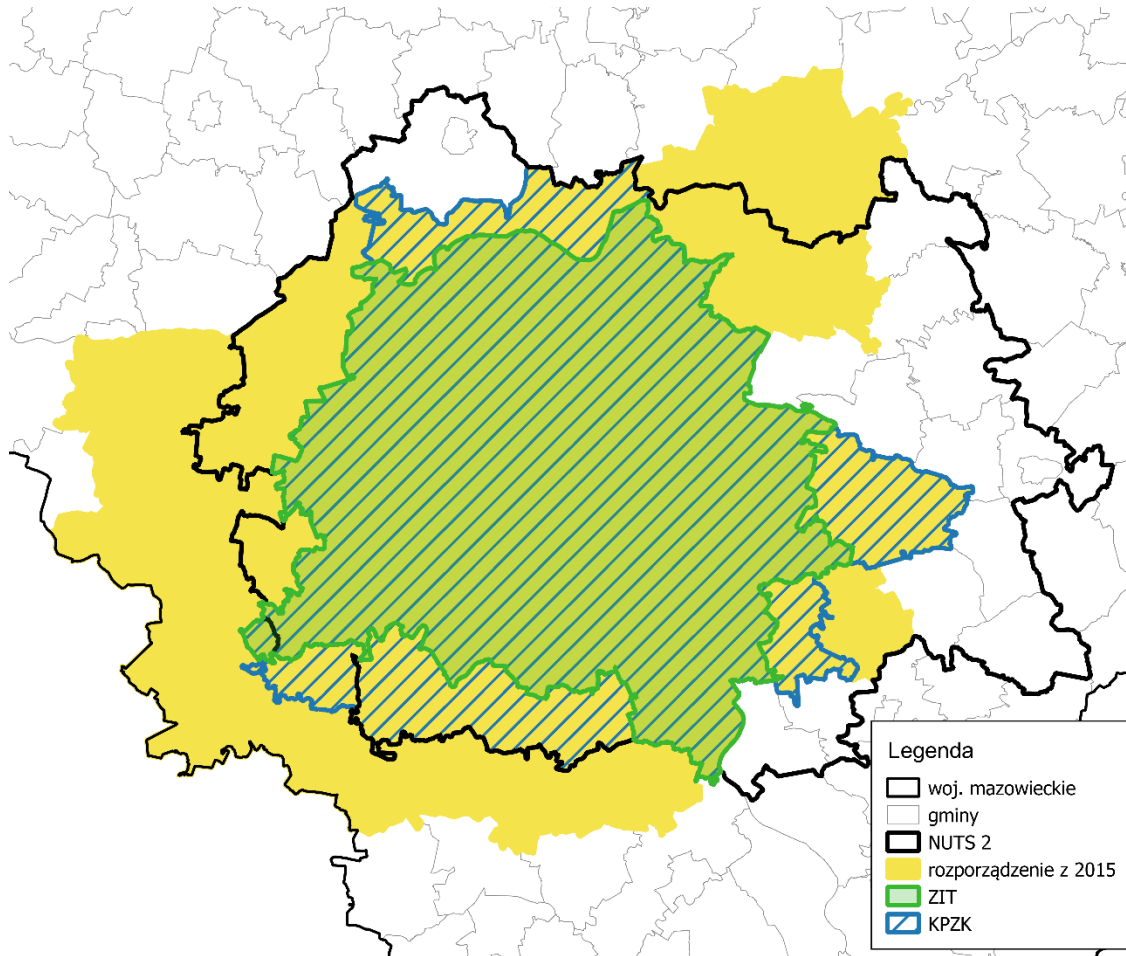 Legenda
woj. mazowieckie
gminy
NUTS 2
rozporządzenie z 2015
ZIT
KPZK